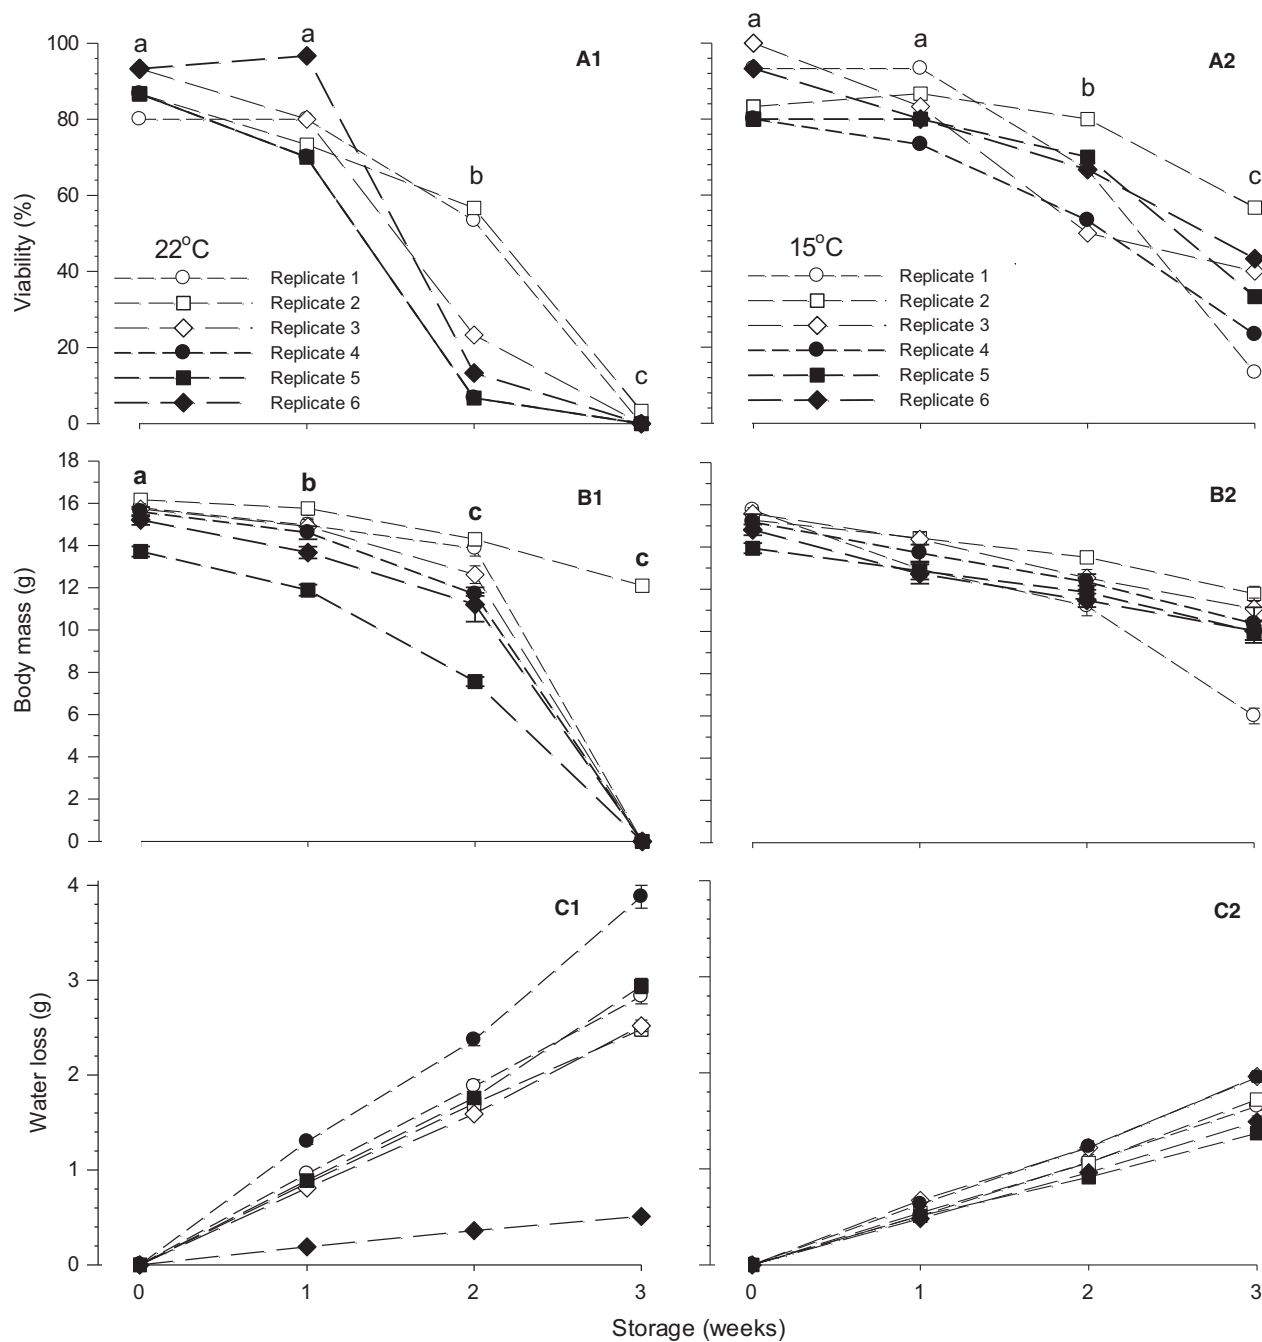 a
a
a
a
100
A1
A2
80
b
b
60
c
40
20
0
Viability (%)
22°C
Replicate 1
Replicate 2
Replicate 3
Replicate 4
Replicate 5
Replicate 6
c
15°C
Replicate 1
Replicate 2
Replicate 3
Replicate 4
Replicate 5
Replicate 6
18
16
14
12
10
8
6
4
2
0
Body mass (g)
a
b
c
c
B1
B2
4
3
2
1
0
Water loss (g)
C1
C2
0
1
2
3
0
1
2
3
Storage (weeks)